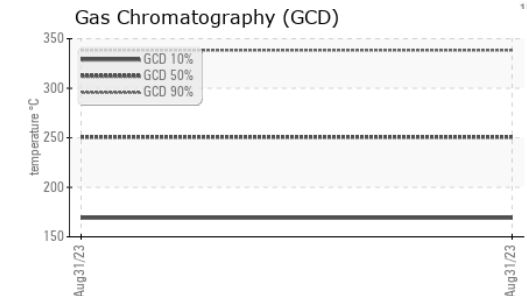 Gas Chromatography (GCD)
temperature °C
350
300
250
200
150
GCD 10%
GCD 50%
GCD 90%
Aug31/23
Aug31/23